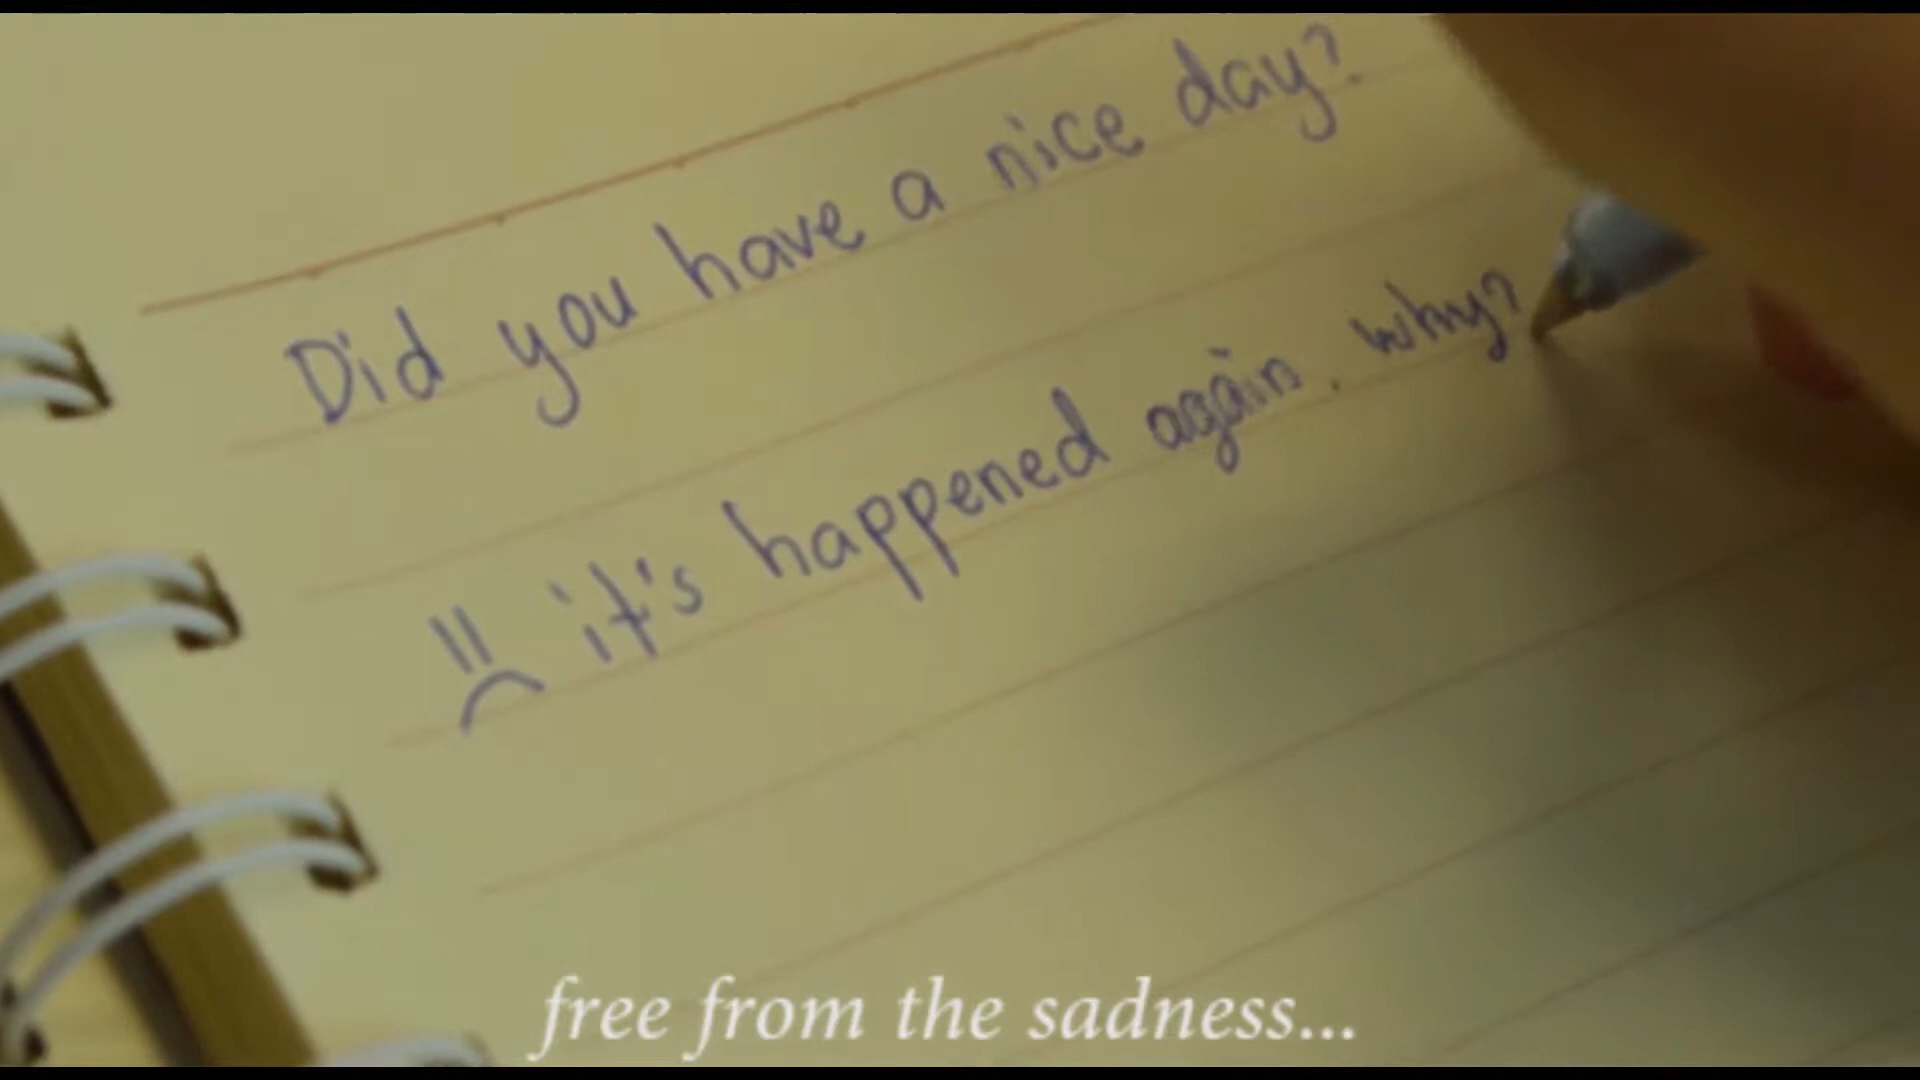 Did you have a nice day?
it's happened again. why?
free from the sadness...